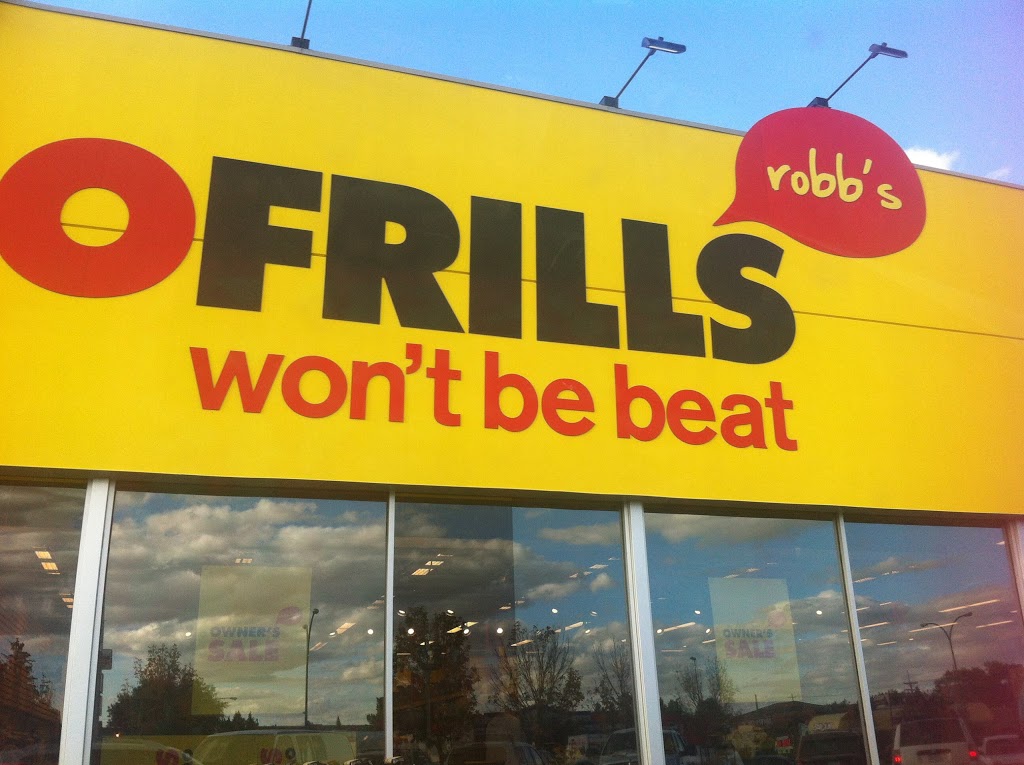 robb's
OFRILLS
won't be beat
OWNER'S
SALE
OWNER'S
SALE